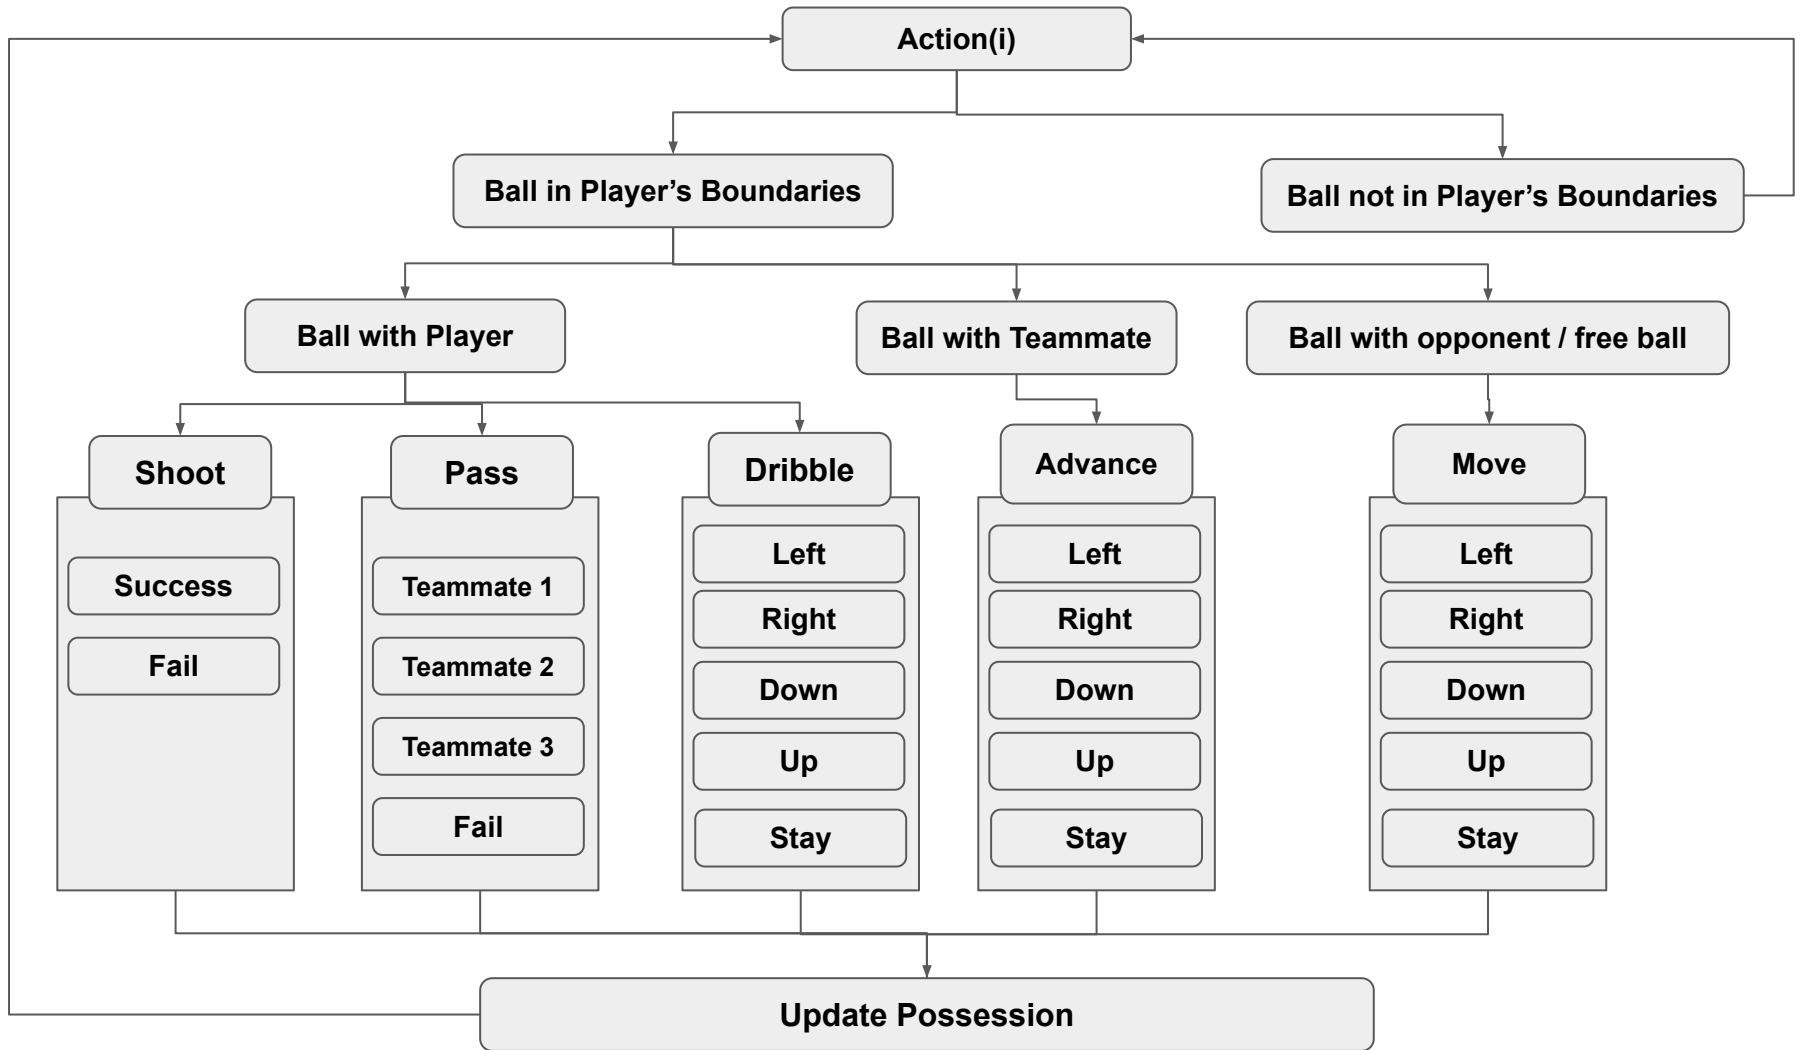 Action(i)
Ball in Player’s Boundaries
Ball not in Player’s Boundaries
Ball with Player
Ball with Teammate
Ball with opponent / free ball
Shoot
Success
Fail
Pass
Teammate 1
Teammate 2
Teammate 3
Fail
Dribble
Left
Right
Down
Up
Stay
Advance
Left
Right
Down
Up
Stay
Move
Left
Right
Down
Up
Stay
Update Possession